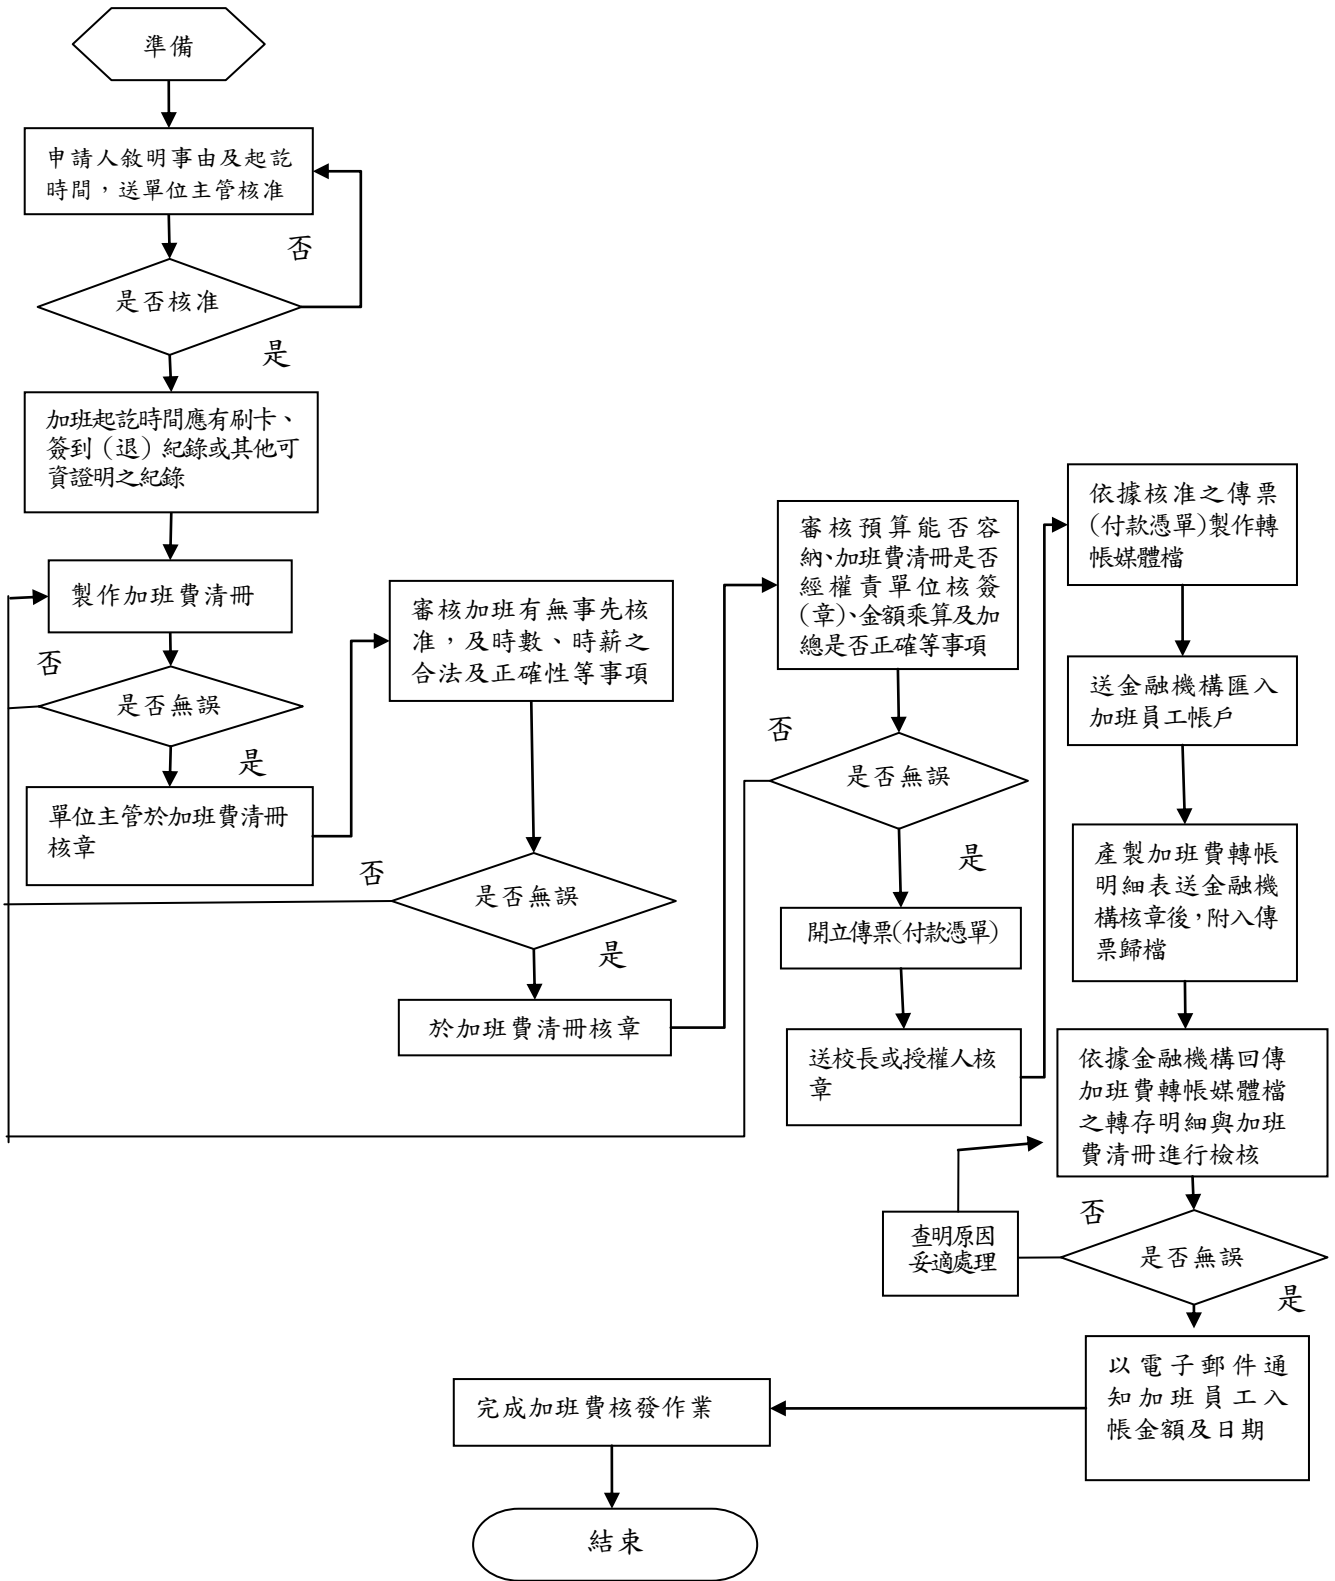 準備
申請人敘明事由及起訖
時間，送單位主管核准
否
是否核准
是
加班起訖時間應有刷卡、
簽到（退）紀錄或其他可
資證明之紀錄
製作加班費清冊
否
是否無誤
是
單位主管於加班費清冊
核章
審核加班有無事先核
准，及時數、時薪之
合法及正確性等事項
否
是否無誤
是
於加班費清冊核章
審核預算能否容
納、加班費清冊是否
經權責單位核簽
(章)、金額乘算及加
總是否正確等事項
否
是否無誤
是
開立傳票(付款憑單)
送校長或授權人核
章
依據核准之傳票
(付款憑單)製作轉
帳媒體檔
送金融機構匯入
加班員工帳戶
產製加班費轉帳
明細表送金融機
構核章後，附入傳
票歸檔
依據金融機構回傳
加班費轉帳媒體檔
之轉存明細與加班
費清冊進行檢核
否
查明原因
妥適處理
是否無誤
是
以電子郵件通
知加班員工入
帳金額及日期
完成加班費核發作業
結束